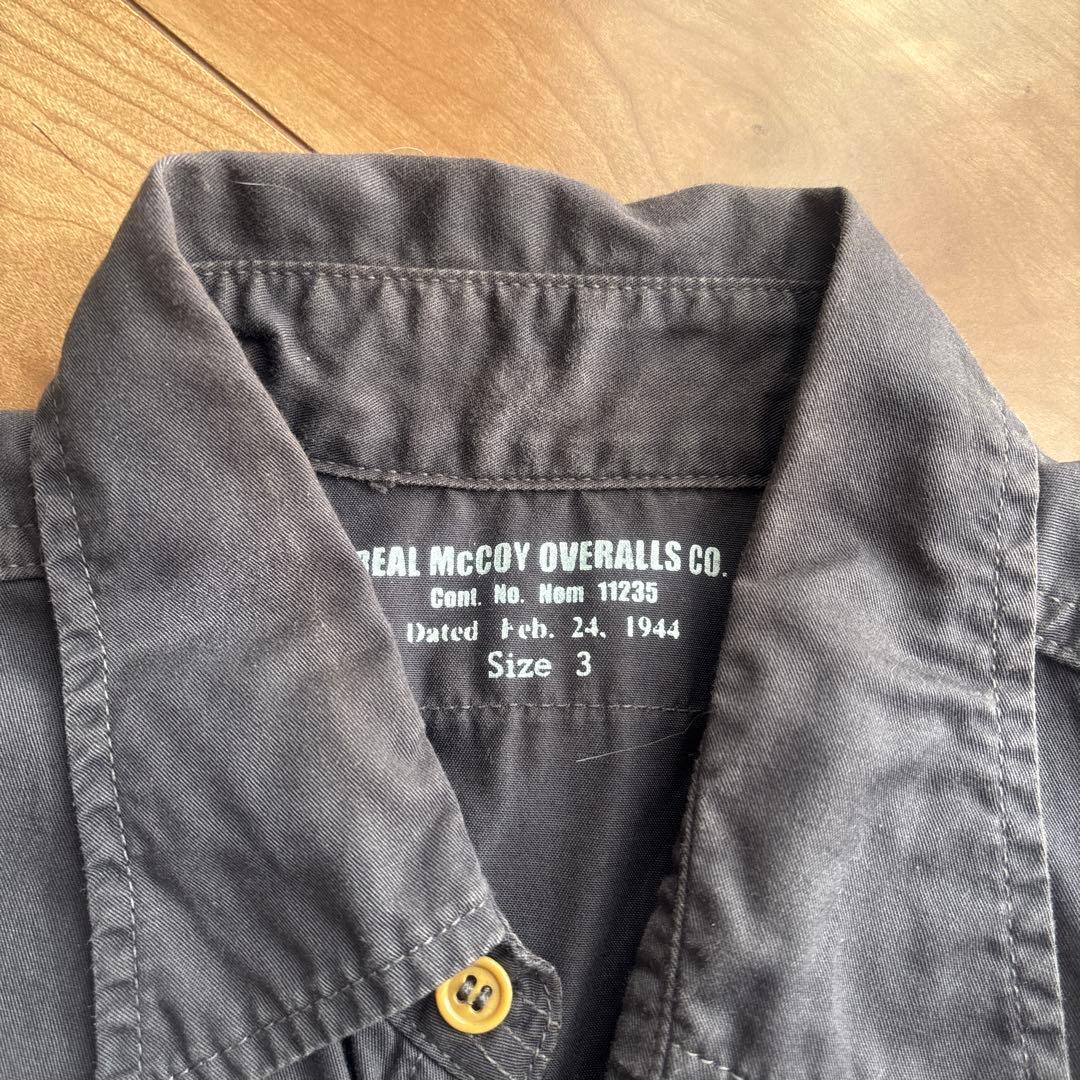 REAL McCOY OVERALLS CO.
Cont. No. Nom 11235
Dated Feb. 24, 1944
Size 3